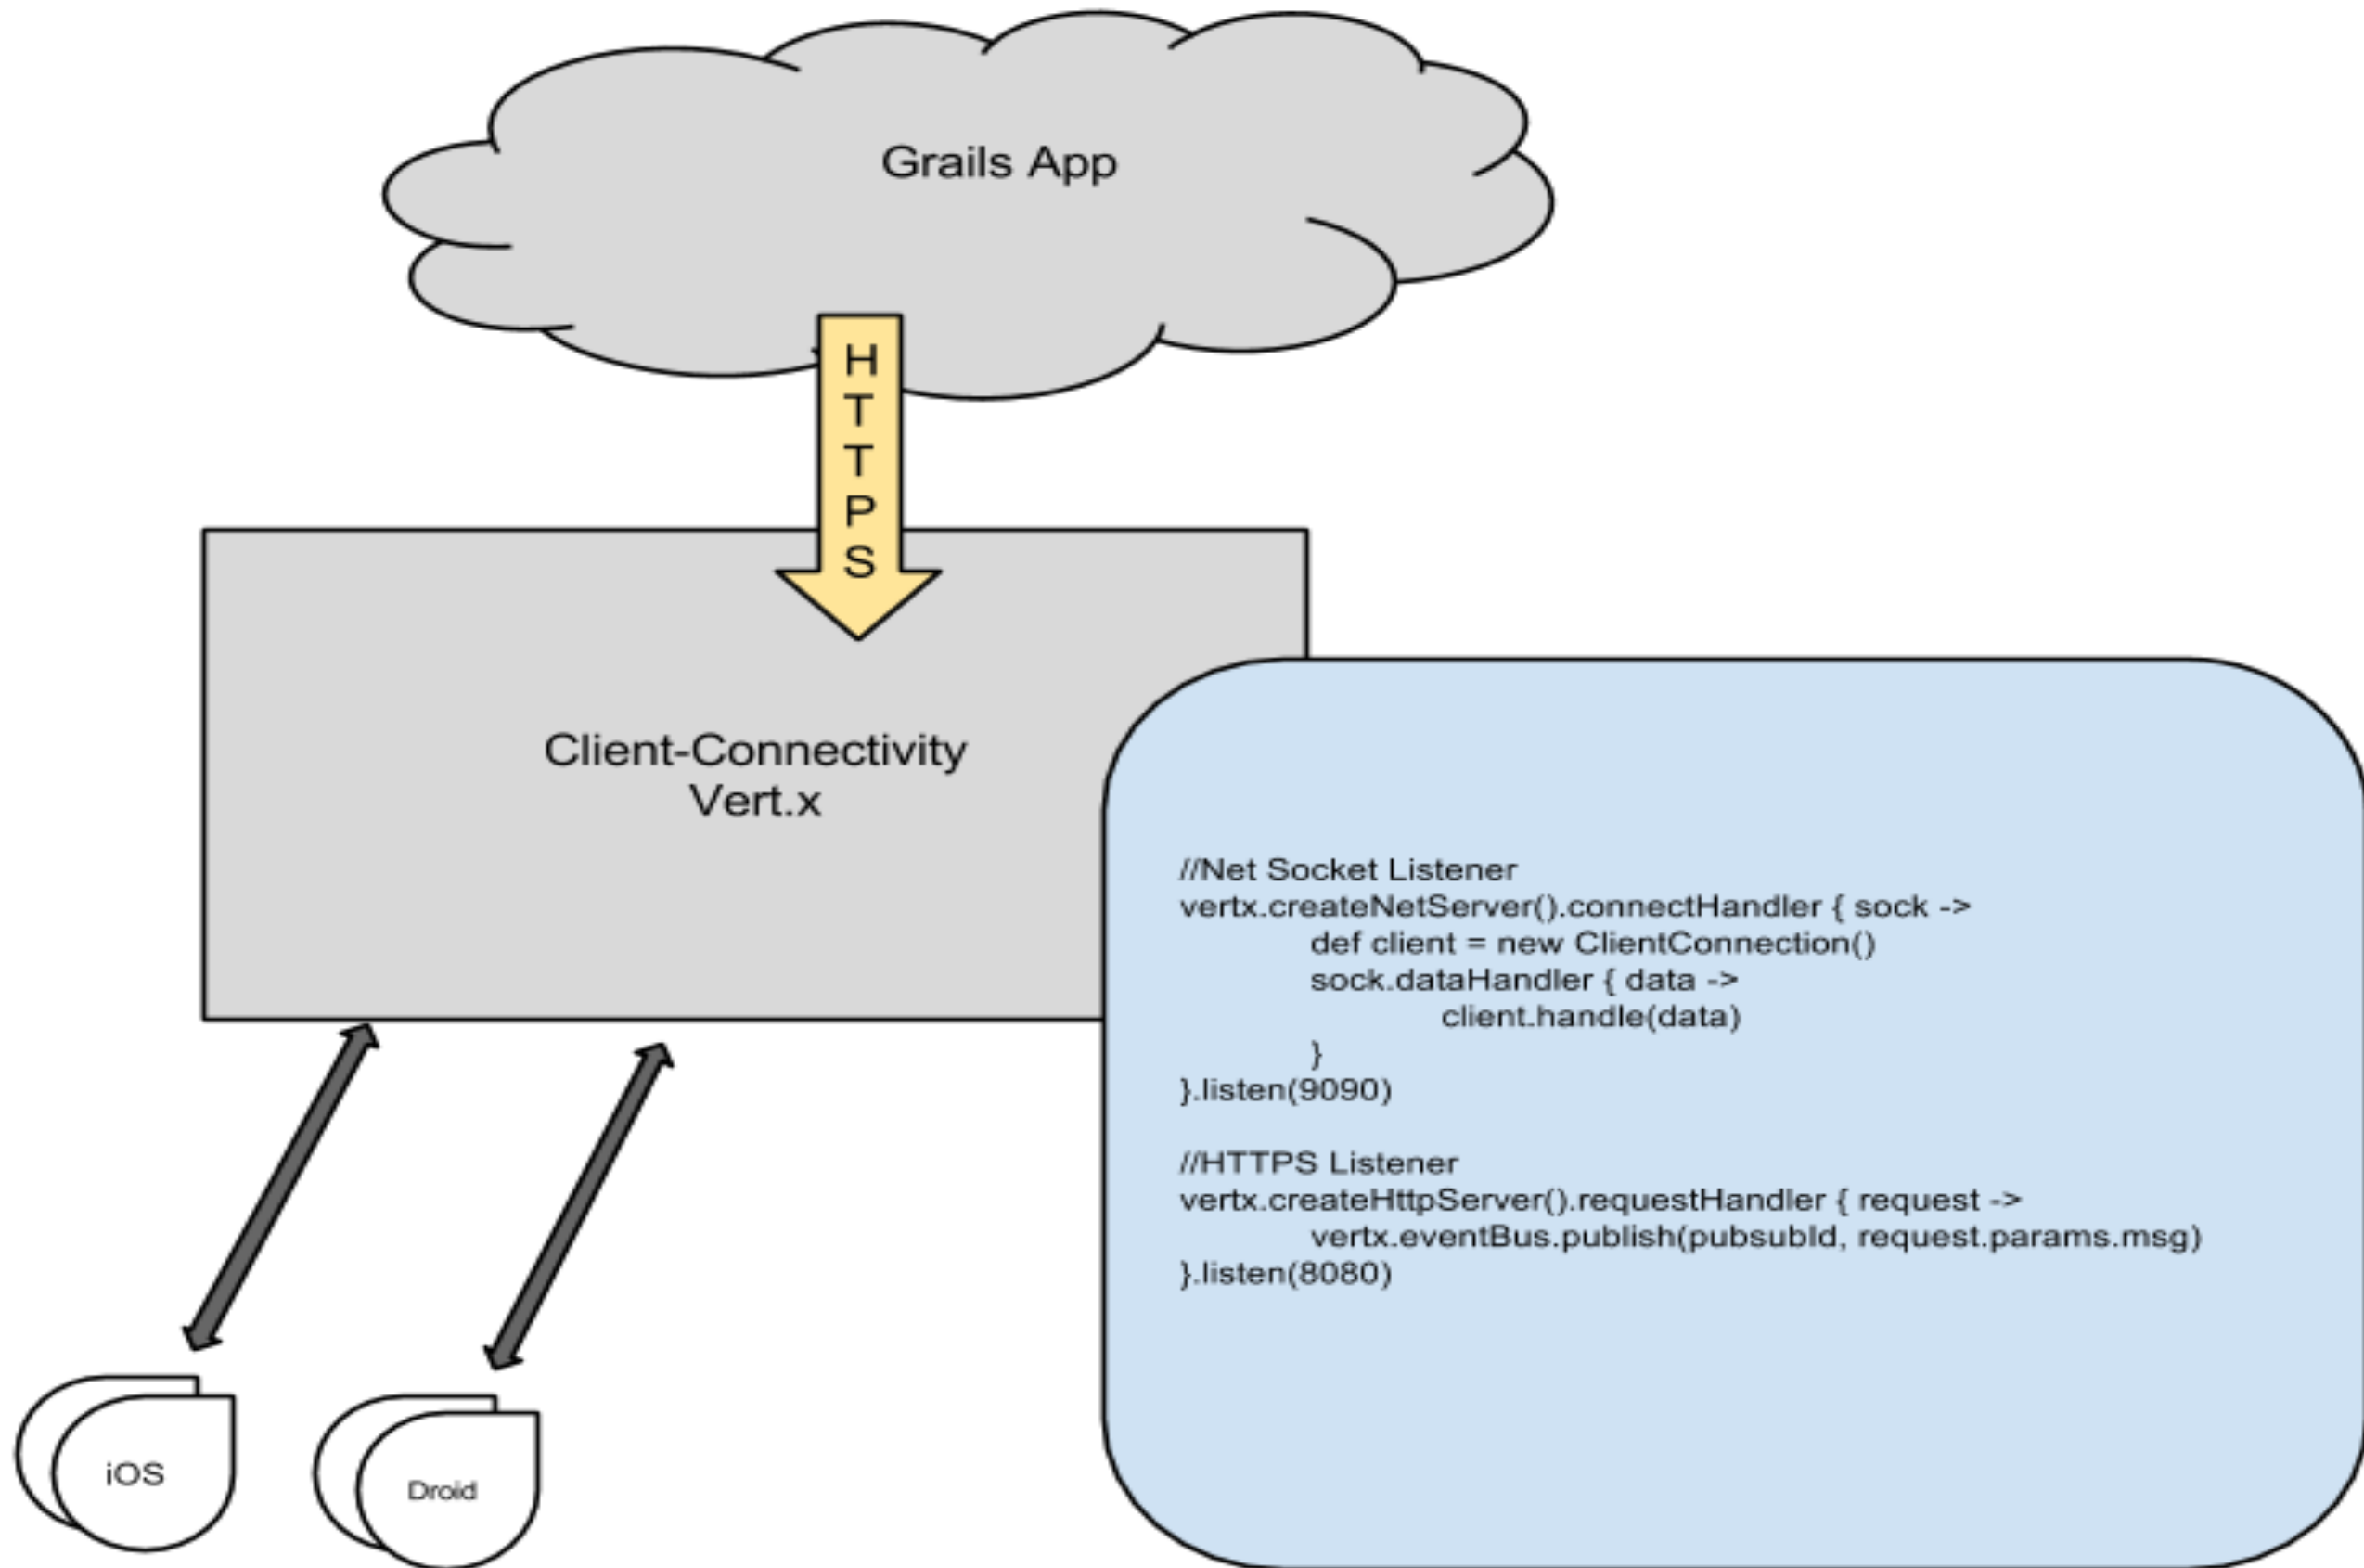 Grails App
H
T
T
P
S
Client-Connectivity
Vert.x
//Net Socket Listener
vertx.createNetServer().connectHandler { sock ->
def client = new ClientConnection()
sock.dataHandler { data ->
client.handle(data)
}
}.listen(9090)
//HTTPS Listener
vertx.createHttpServer().requestHandler { request ->
vertx.eventBus.publish(pubsubId, request.params.msg)
}.listen(8080)
iOS
Droid